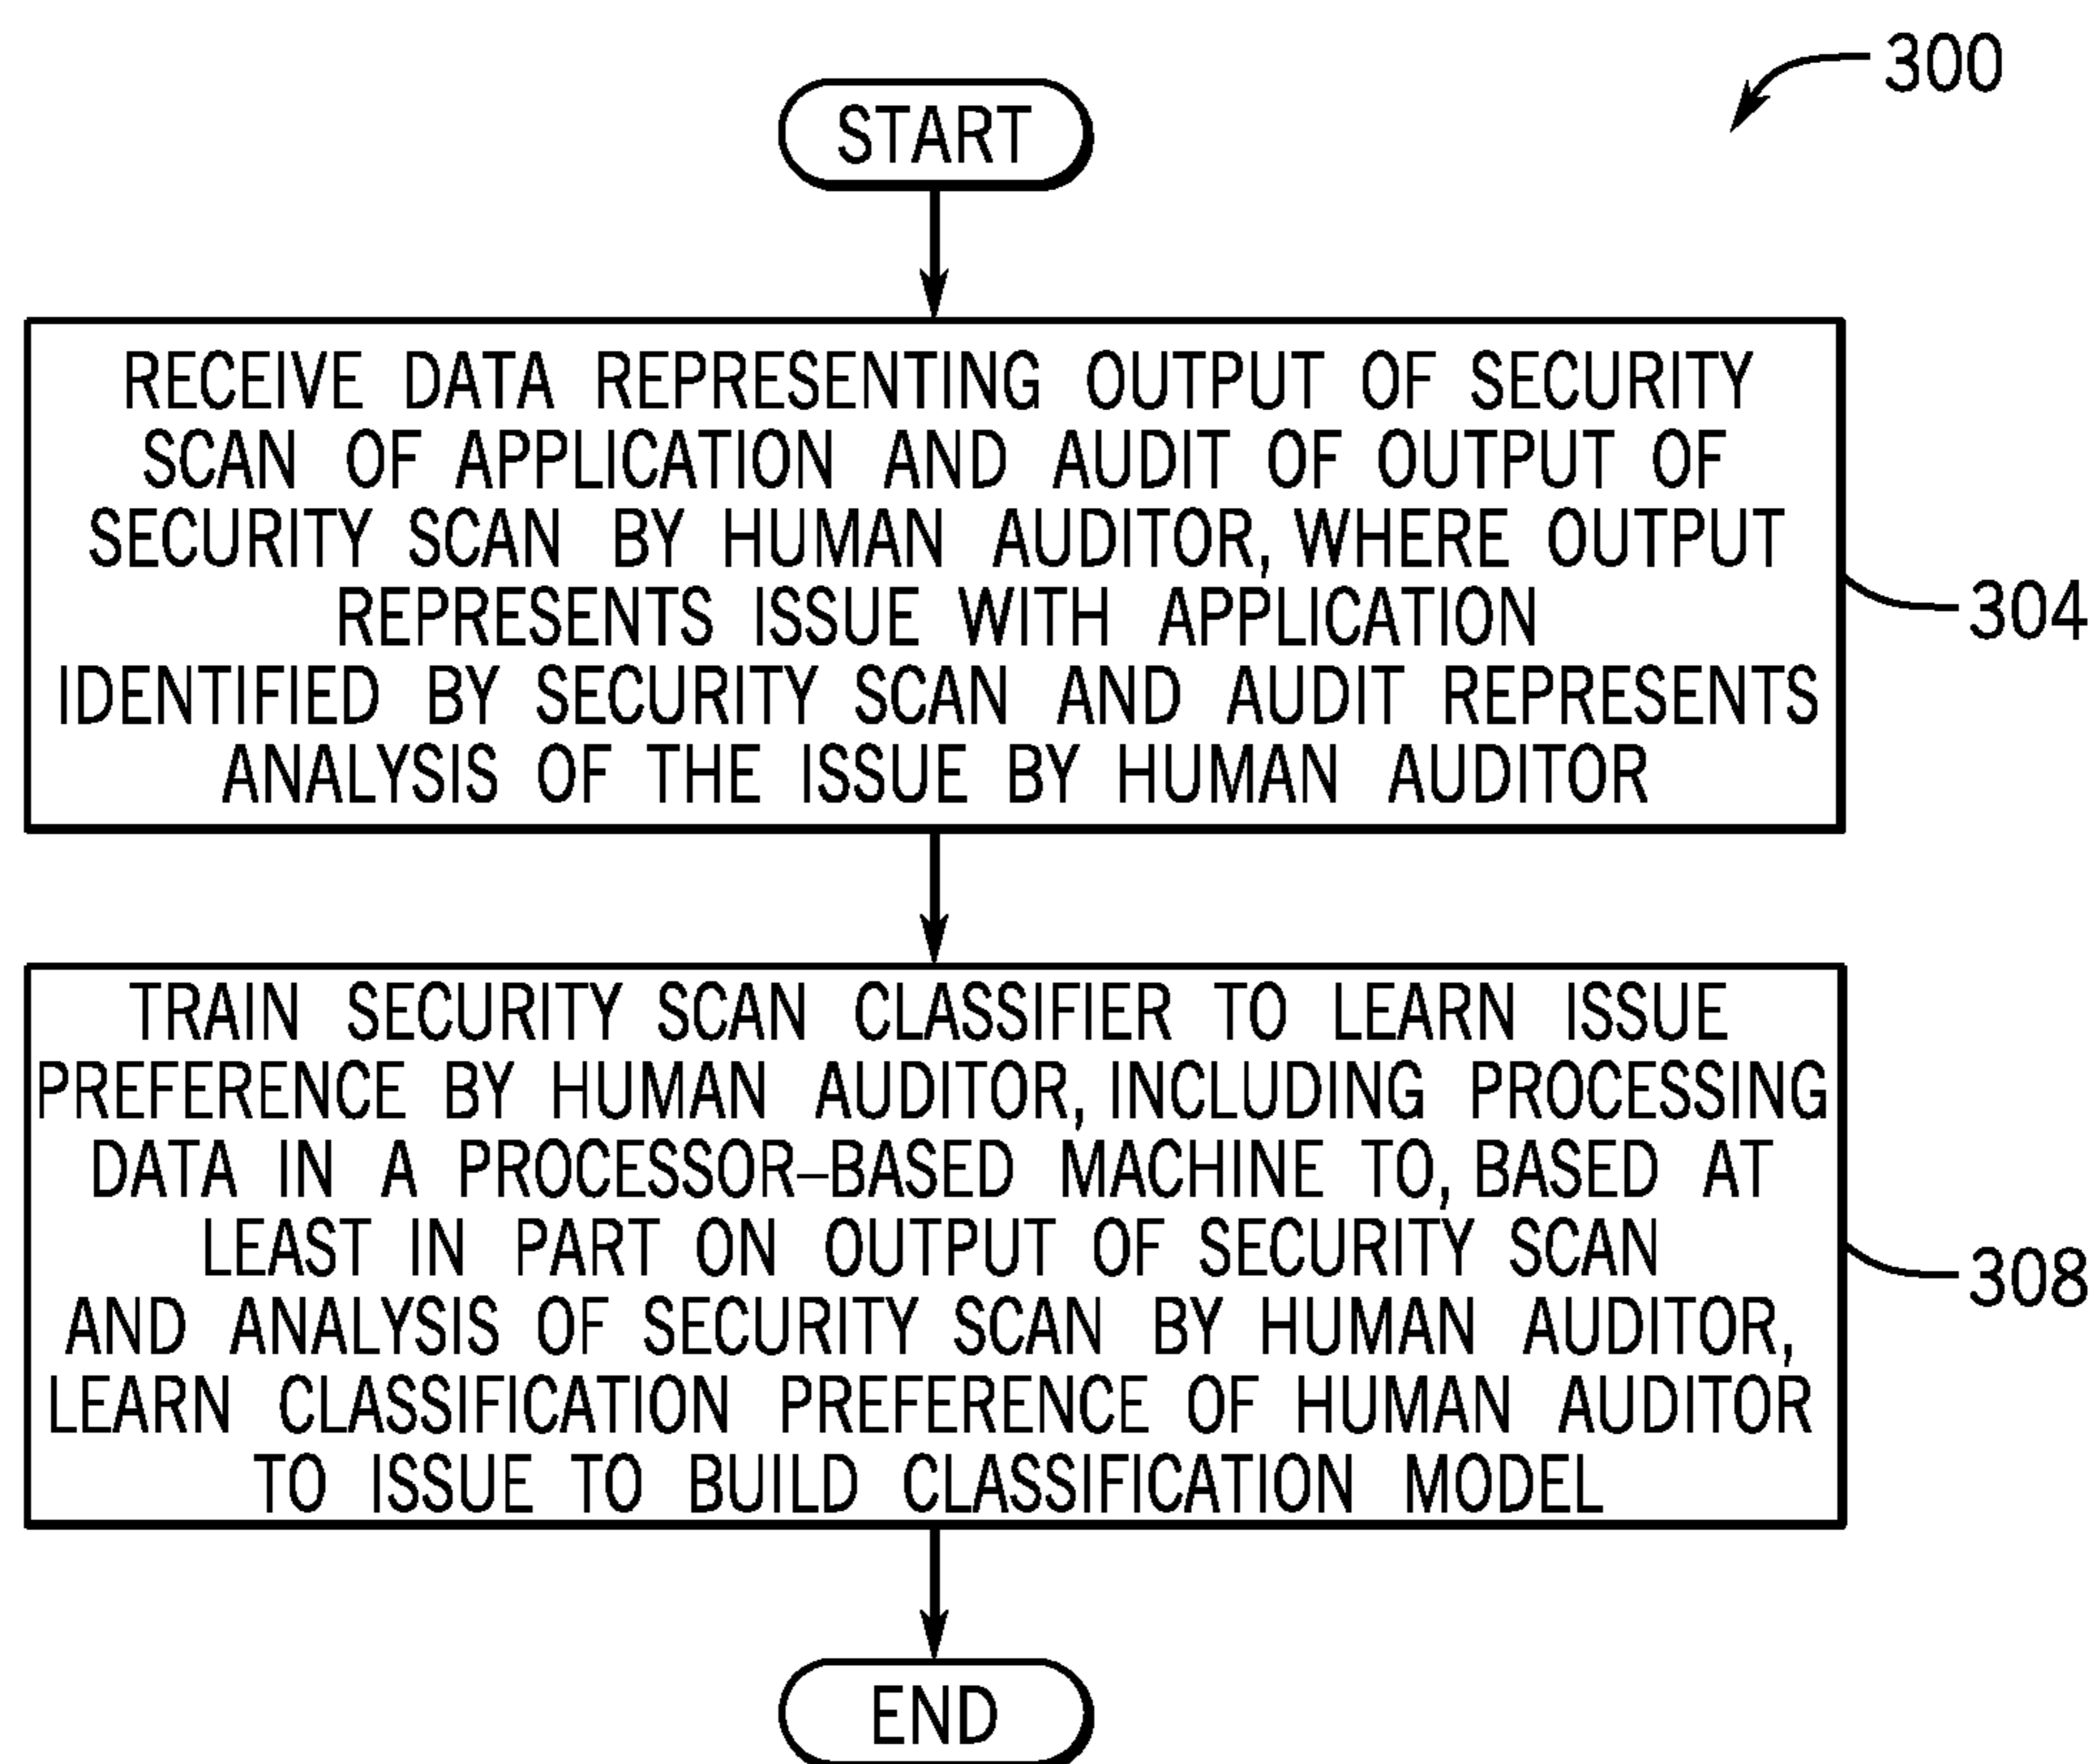 300
START
RECEIVE DATA REPRESENTING OUTPUT OF SECURITY
SCAN OF APPLICATION AND AUDIT OF OUTPUT OF
SECURITY SCAN BY HUMAN AUDITOR, WHERE OUTPUT
REPRESENTS ISSUE WITH APPLICATION
IDENTIFIED BY SECURITY SCAN AND AUDIT REPRESENTS
ANALYSIS OF THE ISSUE BY HUMAN AUDITOR
304
TRAIN SECURITY SCAN CLASSIFIER TO LEARN ISSUE
PREFERENCE BY HUMAN AUDITOR, INCLUDING PROCESSING
DATA IN A PROCESSOR–BASED MACHINE TO, BASED AT
LEAST IN PART ON OUTPUT OF SECURITY SCAN
AND ANALYSIS OF SECURITY SCAN BY HUMAN AUDITOR,
LEARN CLASSIFICATION PREFERENCE OF HUMAN AUDITOR
TO ISSUE TO BUILD CLASSIFICATION MODEL
308
END